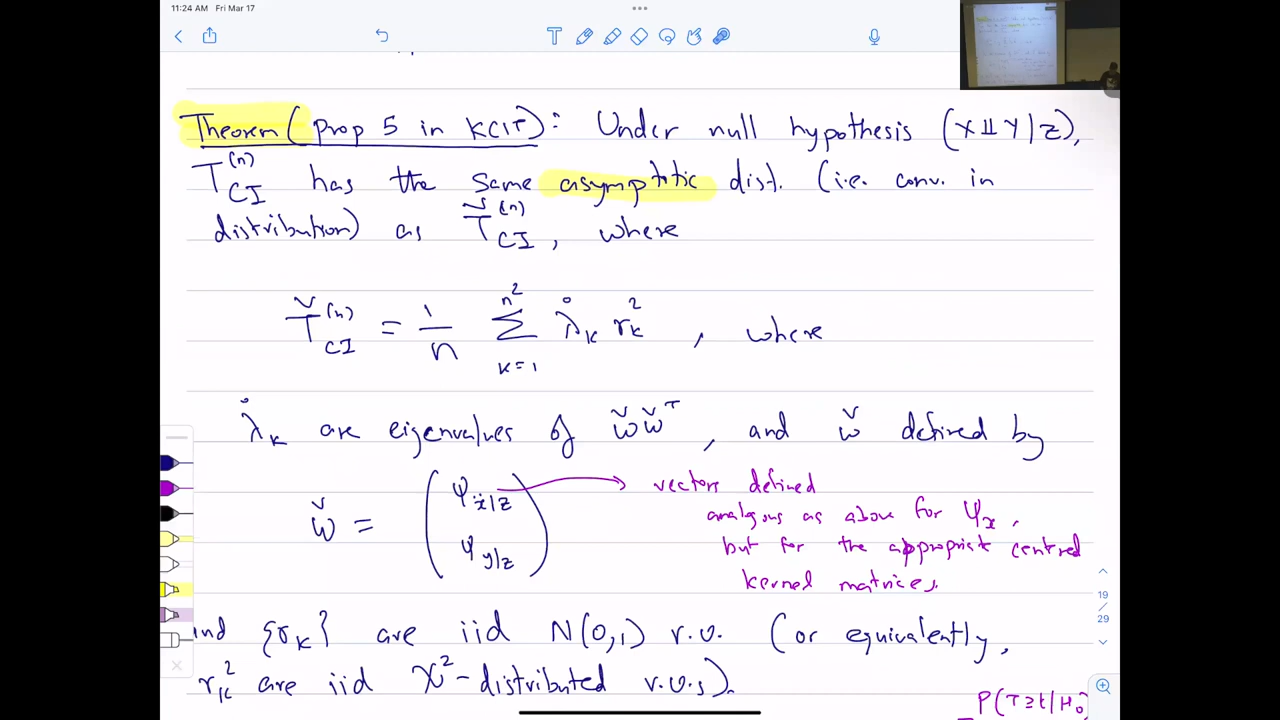 11:24 AM Fri Mar 17
Theorem (Prop 5 in KCIT): Under null hypothesis (X ⫫ Y | Z),
T_CI^(n) has the same asymptotic dist. (i.e. conv. in
distribution) as Ť_CI^(n), where
Ť_CI^(n) = 1/n ∑_{k=1}^{n²} λ̊_k r_k², where
λ̊_k are eigenvalues of w̌w̌^T, and w̌ defined by
w̌ = ( ψ_ẍ|z
ψ_y|z )
→ vectors defined
analgous as above for ψ_x,
but for the appropriate centred
kernel matrices.
and {r_k} are iid N(0,1) r.v. (or equivalently,
r_k² are iid χ²-distributed r.v.s).
P(T≥t|H₀)
19
/
29